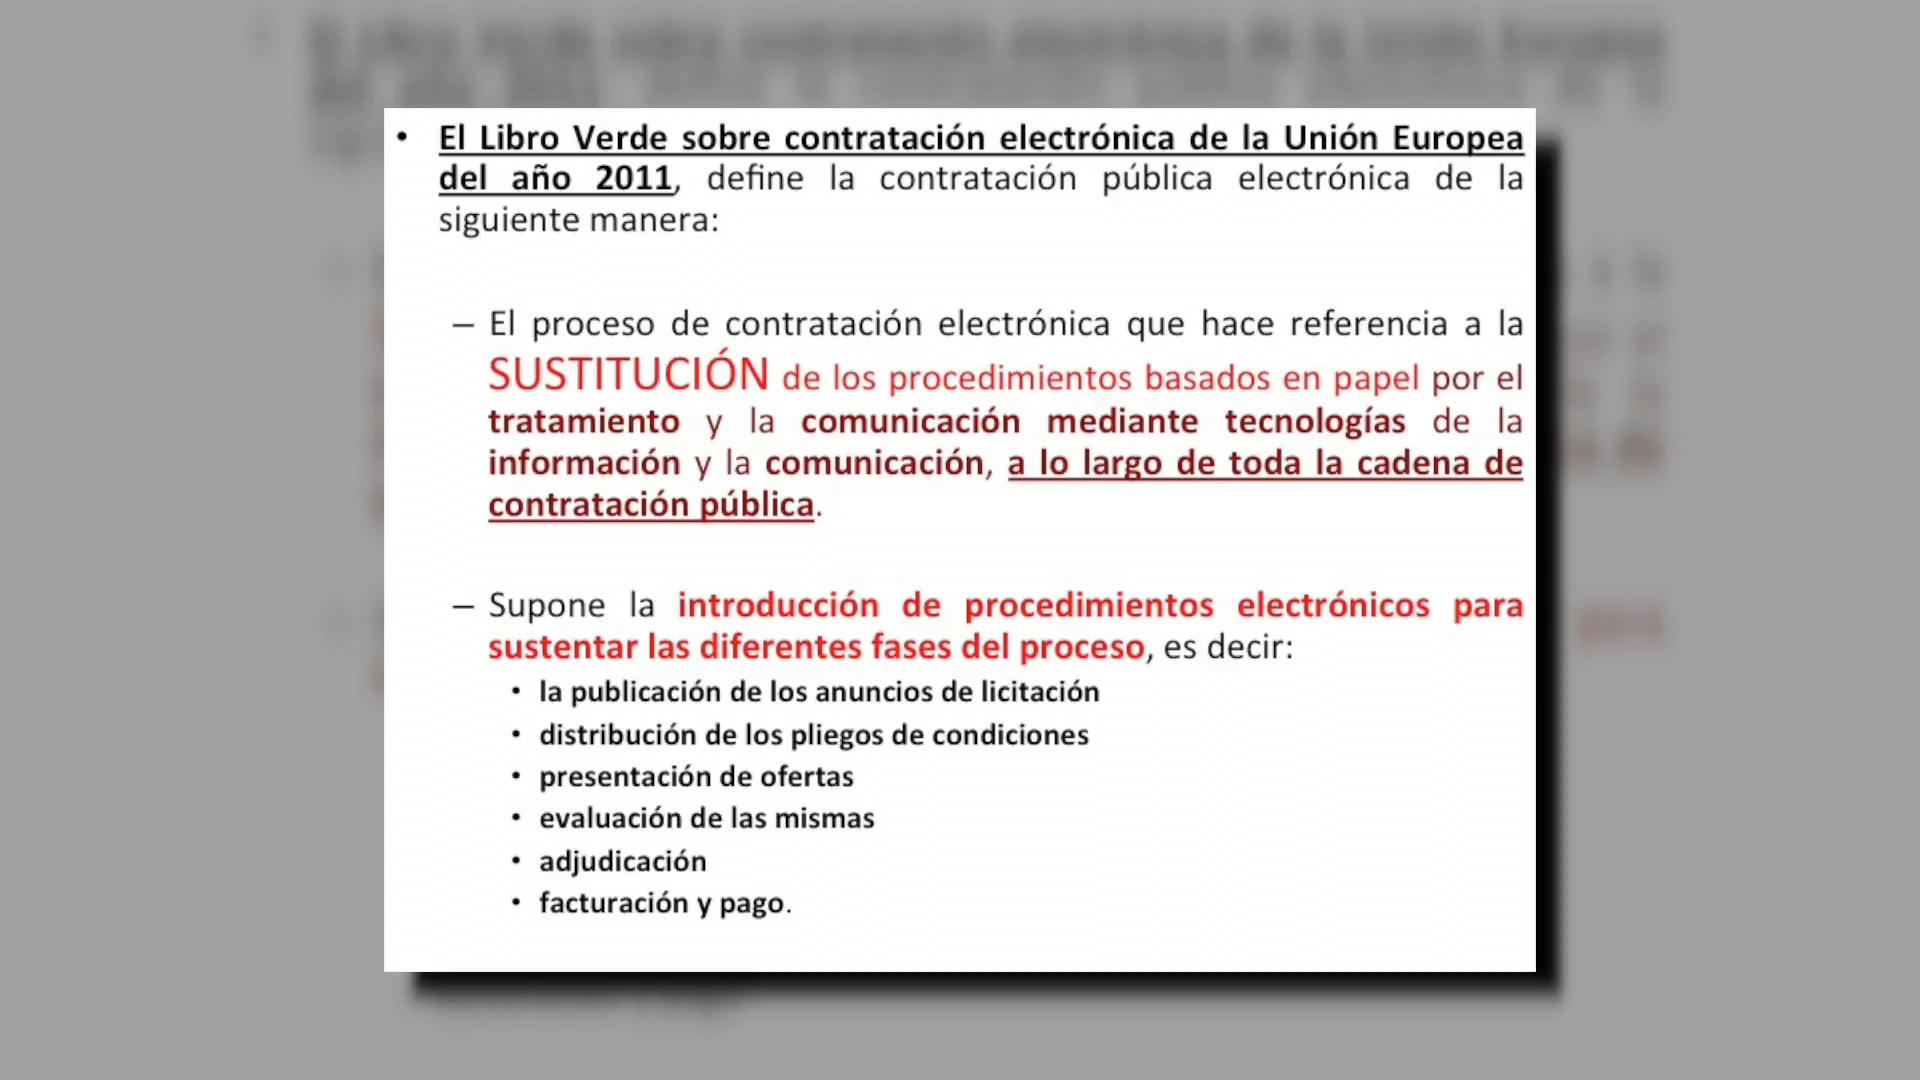 • El Libro Verde sobre contratación electrónica de la Unión Europea
del año 2011, define la contratación pública electrónica de la
siguiente manera:
– El proceso de contratación electrónica que hace referencia a la
SUSTITUCIÓN de los procedimientos basados en papel por el
tratamiento y la comunicación mediante tecnologías de la
información y la comunicación, a lo largo de toda la cadena de
contratación pública.
– Supone la introducción de procedimientos electrónicos para
sustentar las diferentes fases del proceso, es decir:
• la publicación de los anuncios de licitación
• distribución de los pliegos de condiciones
• presentación de ofertas
• evaluación de las mismas
• adjudicación
• facturación y pago.